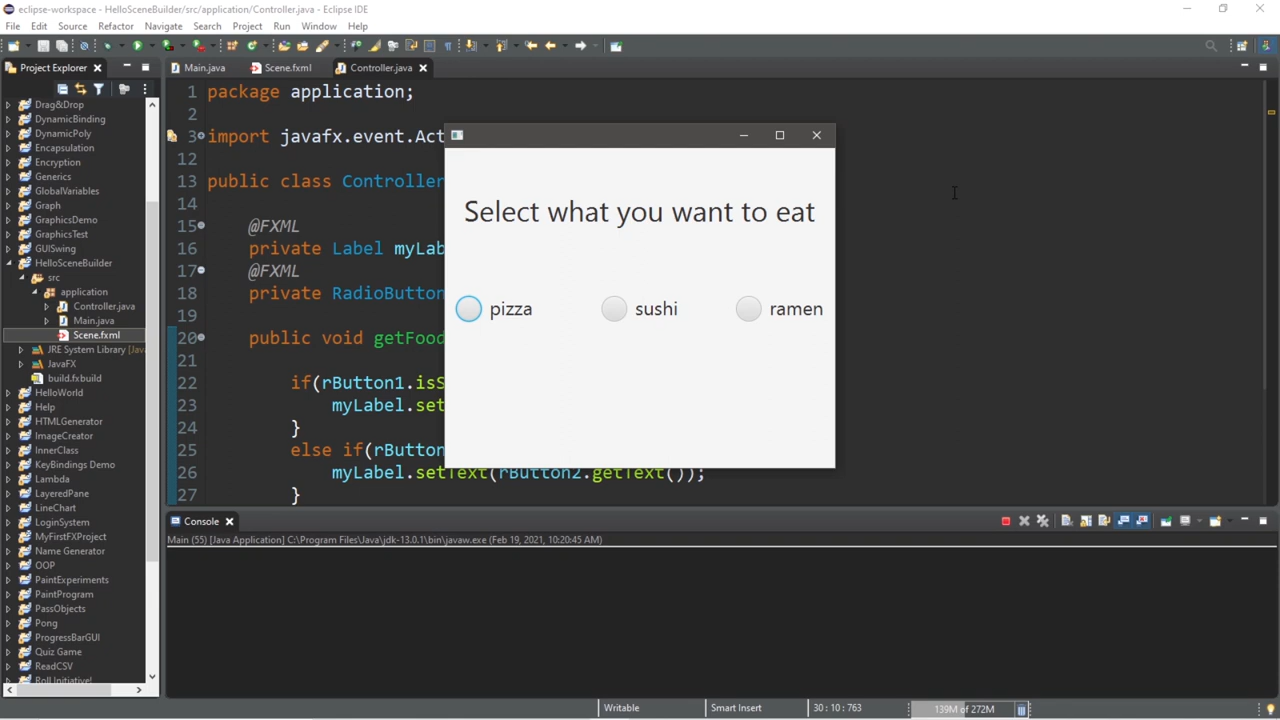 eclipse-workspace - HelloSceneBuilder/src/application/Controller.java - Eclipse IDE
File Edit Source Refactor Navigate Search Project Run Window Help
Project Explorer
Main.java Scene.fxml Controller.java
Drag&Drop
DynamicBinding
DynamicPoly
Encapsulation
Encryption
Generics
GlobalVariables
Graph
GraphicsDemo
GraphicsTest
GUISwing
HelloSceneBuilder
src
application
Controller.java
Main.java
Scene.fxml
JRE System Library [Jav
JavaFX
build.fxbuild
HelloWorld
Help
HTMLGenerator
ImageCreator
InnerClass
KeyBindings Demo
Lambda
LayeredPane
LineChart
LoginSystem
MyFirstFXProject
Name Generator
OOP
PaintExperiments
PaintProgram
PassObjects
Pong
ProgressBarGUI
Quiz Game
ReadCSV
Roll Initiative!
1 package application;
2
3 import javafx.event.Act
12
13 public class Controller
14
15 @FXML
16 private Label myLab
17 @FXML
18 private RadioButton
19
20 public void getFood
21
22 if(rButton1.isS
23 myLabel.set
24 }
25 else if(rButton
26 myLabel.setText(rButton2.getText());
27 }
Select what you want to eat
pizza sushi ramen
Console
Main (55) [Java Application] C:\Program Files\Java\jdk-13.0.1\bin\javaw.exe (Feb 19, 2021, 10:20:45 AM)
Writable Smart Insert 30 : 10 : 763 139M of 272M